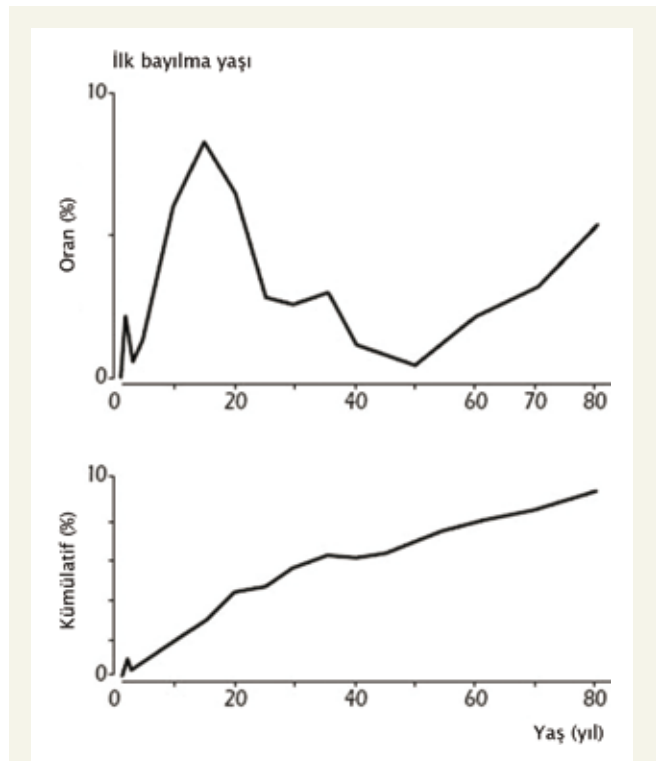 İlk bayılma yaşı
10
Oran (%)
0
0 20 40 60 70 80
10
Kümülatif (%)
0
0 20 40 60 80
Yaş (yıl)